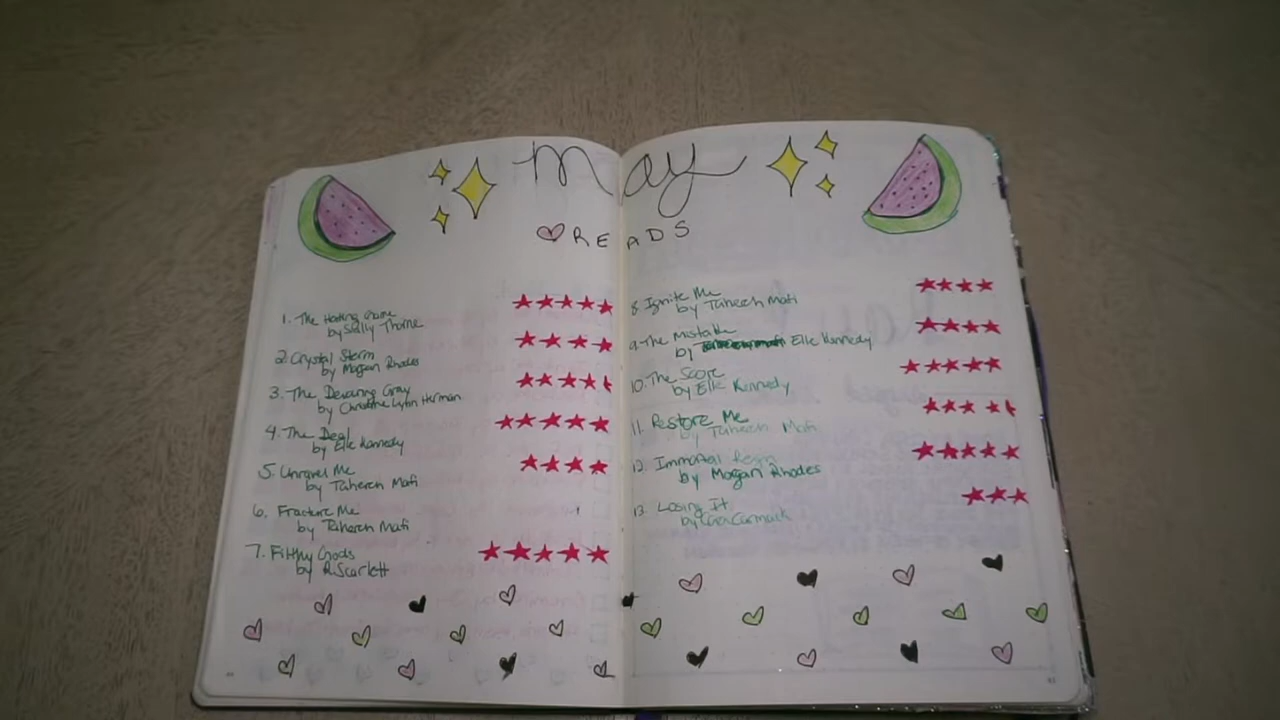 May
READS
1. The Hating Game
by Sally Thorne
2. Crystal Storm
by Morgan Rhodes
3. The Devouring Gray
by Christine Lynn Herman
4. The Deal
by Elle Kennedy
5. Unravel Me
by Tahereh Mafi
6. Fracture Me
by Tahereh Mafi
7. Filthy Gods
by R. Scarlett
8. Ignite Me
by Tahereh Mafi
9. The Mistake
by Elle Kennedy
10. The Score
by Elle Kennedy
11. Restore Me
by Tahereh Mafi
12. Immortal Reign
by Morgan Rhodes
13. Losing It
by Cora Carmack